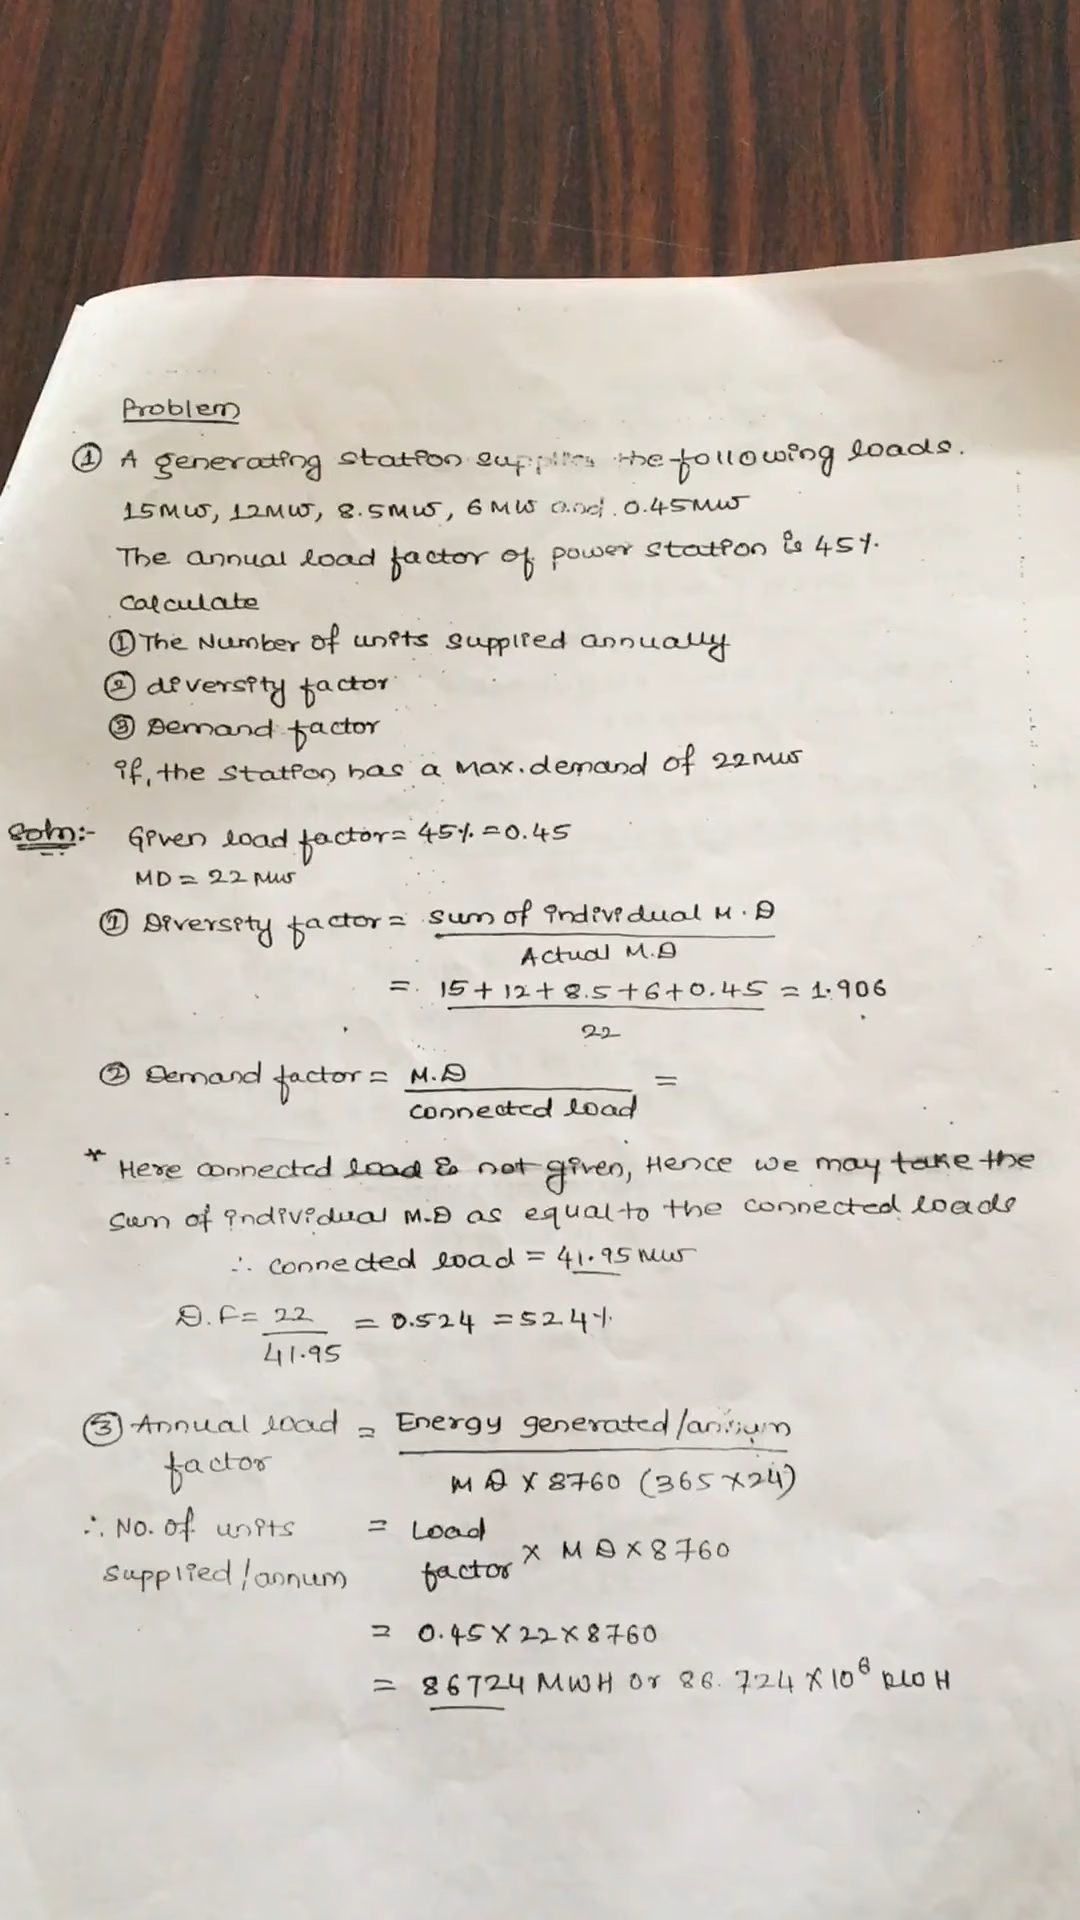 Problem
① A generating station supplies the following loads.
15MW, 12MW, 8.5MW, 6MW and 0.45MW
The annual load factor of power station is 45%.
Calculate
① The Number of units supplied annually
② diversity factor
③ Demand factor
if, the station has a Max. demand of 22MW
Soln:- Given load factor = 45% = 0.45
MD = 22 MW
① Diversity factor = sum of individual M.D
Actual M.D
= 15 + 12 + 8.5 + 6 + 0.45 = 1.906
22
② Demand factor = M.D =
connected load
* Here connected load is not given, Hence we may take the
sum of individual M.D as equal to the connected loads
∴ connected load = 41.95 MW
D.F = 22 = 0.524 = 524%
41.95
③ Annual load = Energy generated/annum
factor
MD X 8760 (365 X 24)
∴ No. of units = Load
X MD X 8760
supplied/annum factor
= 0.45 X 22 X 8760
= 86724 MWH or 86.724 X 10⁶ KWH